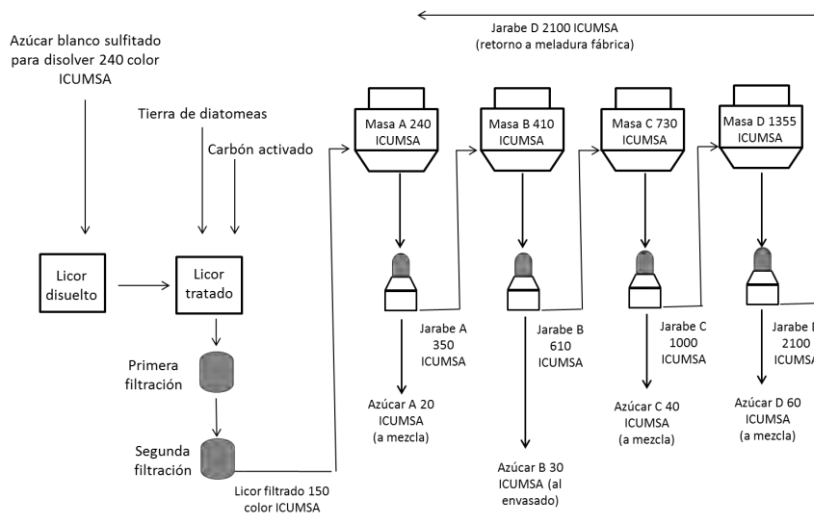 Jarabe D 2100 ICUMSA
(retorno a meladura fábrica)
Azúcar blanco sulfitado
para disolver 240 color
ICUMSA
Tierra de diatomeas
Carbón activado
Masa A 240
ICUMSA
Masa B 410
ICUMSA
Masa C 730
ICUMSA
Masa D 1355
ICUMSA
Licor
disuelto
Licor
tratado
Primera
filtración
Segunda
filtración
Licor filtrado 150
color ICUMSA
Jarabe A
350
ICUMSA
Jarabe B
610
ICUMSA
Jarabe C
1000
ICUMSA
Jarabe D
2100
ICUMSA
Azúcar A 20
ICUMSA
(a mezcla)
Azúcar B 30
ICUMSA (al
envasado)
Azúcar C 40
ICUMSA
(a mezcla)
Azúcar D 60
ICUMSA
(a mezcla)